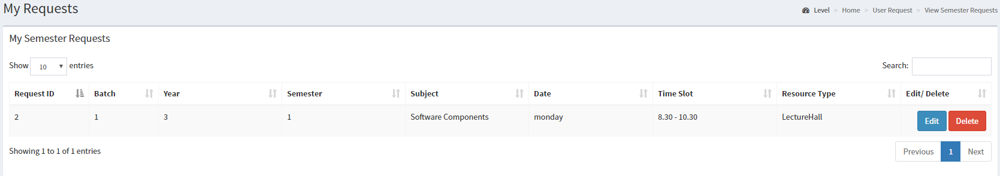 My Requests
Level > Home > User Request > View Semester Requests
My Semester Requests
Show 10 entries
Search:
Request ID Batch Year Semester Subject Date Time Slot Resource Type Edit/ Delete
2 1 3 1 Software Components monday 8.30 - 10.30 LectureHall Edit Delete
Showing 1 to 1 of 1 entries
Previous 1 Next